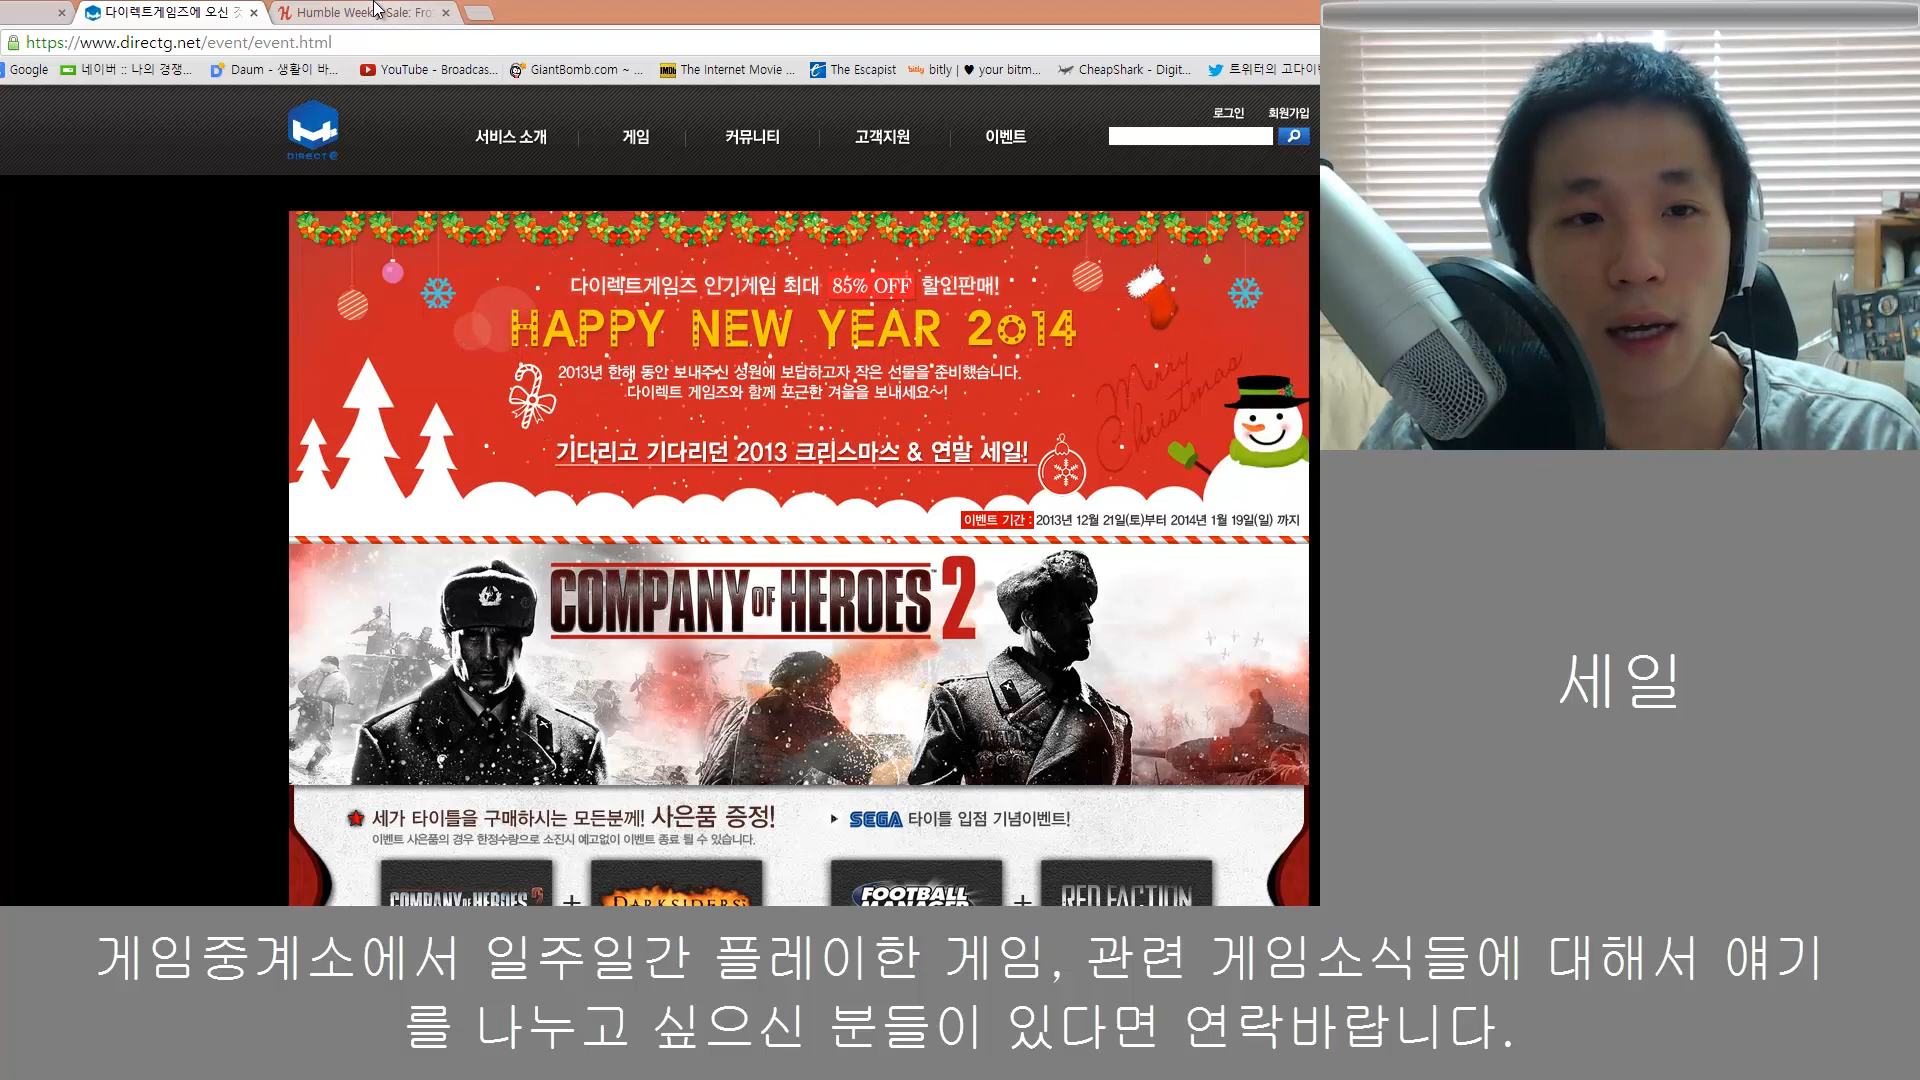 다이렉트게임즈에 오신 것
Humble Week
Sale: Fro
https://www.directg.net/event/event.html
Google
네이버 :: 나의 경쟁...
Daum - 생활이 바...
YouTube - Broadcas...
GiantBomb.com ~ ...
IMDb
The Internet Movie ...
The Escapist
bitly
bitly | ♥ your bitm...
CheapShark - Digit...
트위터의 고다이
로그인
회원가입
DIRECT G
서비스 소개
게임
커뮤니티
고객지원
이벤트
다이렉트게임즈 인기게임 최대 85% OFF 할인판매!
HAPPY NEW YEAR 2014
2013년 한해 동안 보내주신 성원에 보답하고자 작은 선물을 준비했습니다.
다이렉트 게임즈와 함께 포근한 겨울을 보내세요~!
Merry Christmas
기다리고 기다리던 2013 크리스마스 & 연말 세일!
이벤트 기간 : 2013년 12월 21일(토)부터 2014년 1월 19일(일) 까지
COMPANY OF HEROES 2
세가 타이틀을 구매하시는 모든분께! 사은품 증정!
이벤트 사은품의 경우 한정수량으로 소진시 예고없이 이벤트 종료 될 수 있습니다.
SEGA 타이틀 입점 기념이벤트!
COMPANY OF HEROES 2
+
DARKSIDERS
FOOTBALL MANAGER
+
RED FACTION
세일
게임중계소에서 일주일간 플레이한 게임, 관련 게임소식들에 대해서 얘기
를 나누고 싶으신 분들이 있다면 연락바랍니다.